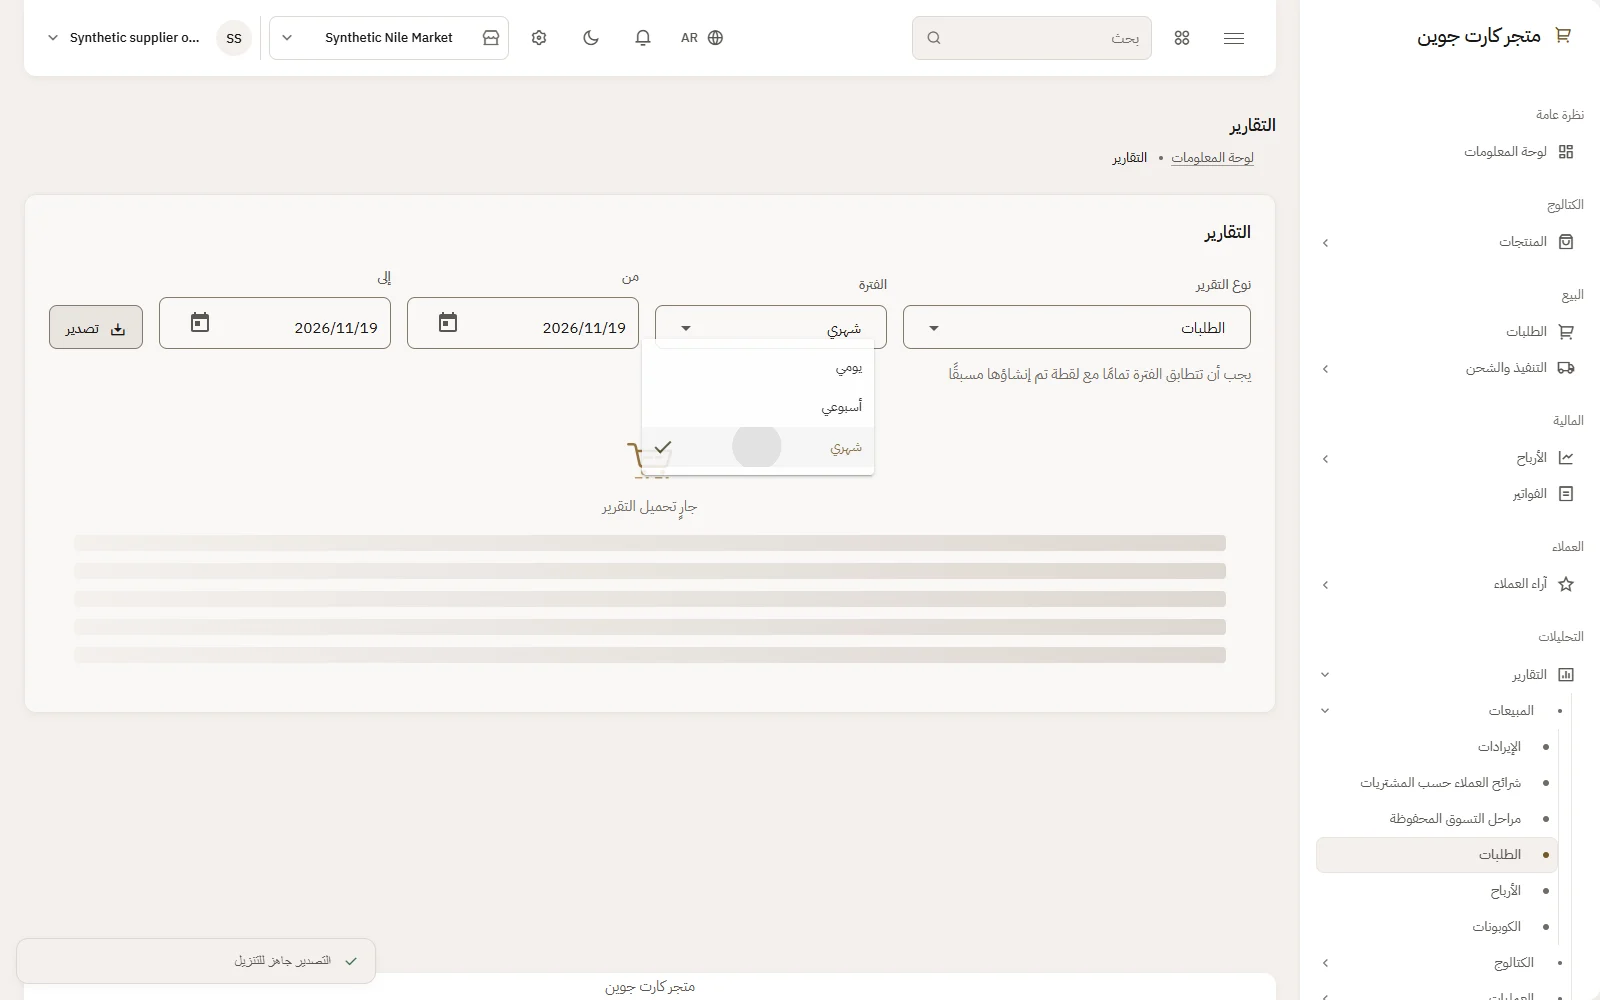 متجر كارت جوين
بحث
AR
Synthetic Nile Market
SS
Synthetic supplier o...
نظرة عامة
لوحة المعلومات
الكتالوج
المنتجات
البيع
الطلبات
التنفيذ والشحن
المالية
الأرباح
الفواتير
العملاء
آراء العملاء
التحليلات
التقارير
المبيعات
الإيرادات
شرائح العملاء حسب المشتريات
مراحل التسوق المحفوظة
الطلبات
الأرباح
الكوبونات
الكتالوج
العمليات
التقارير
لوحة المعلومات • التقارير
التقارير
نوع التقرير
الطلبات
الفترة
شهري
من
2026/11/19
إلى
2026/11/19
تصدير
يجب أن تتطابق الفترة تمامًا مع لقطة تم إنشاؤها مسبقًا
يومي
أسبوعي
شهري
جارٍ تحميل التقرير
التصدير جاهز للتنزيل
متجر كارت جوين